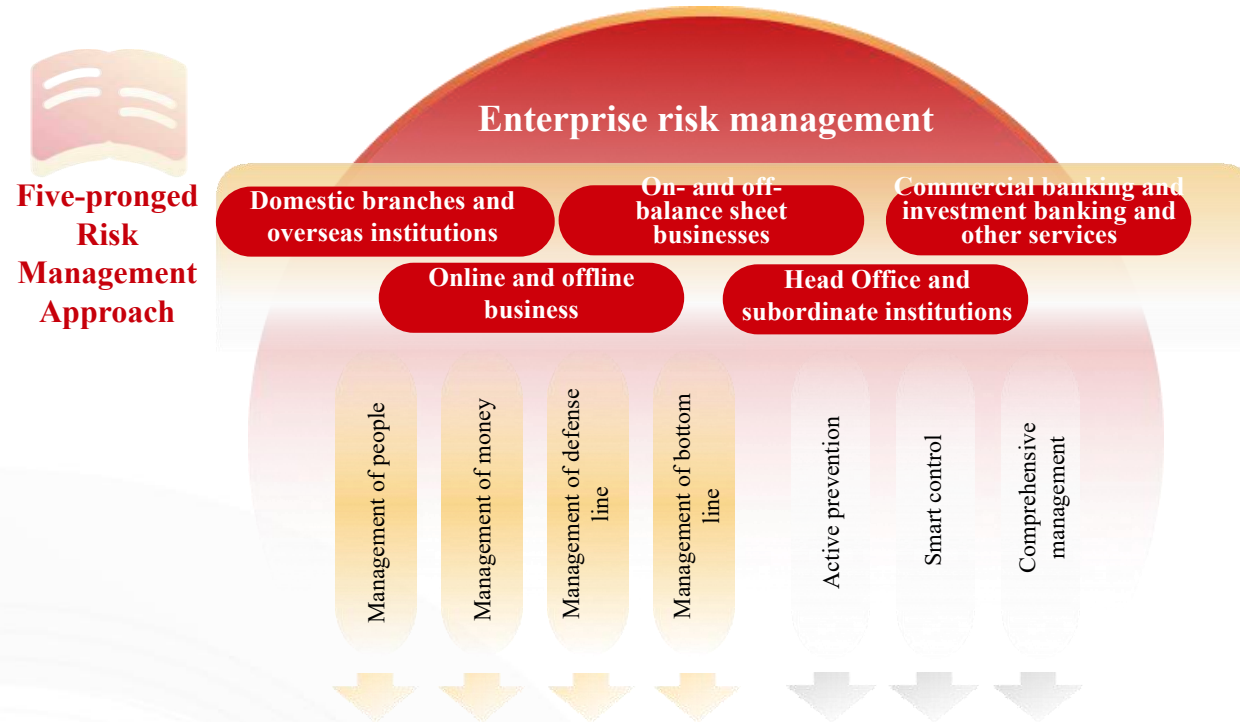 Enterprise risk management
Five-pronged
Risk
Management
Approach
Domestic branches and
overseas institutions
On- and off-
balance sheet
businesses
Commercial banking and
investment banking and
other services
Online and offline
business
Head Office and
subordinate institutions
Management of people
Management of money
Management of defense
line
Management of bottom
line
Active prevention
Smart control
Comprehensive
management